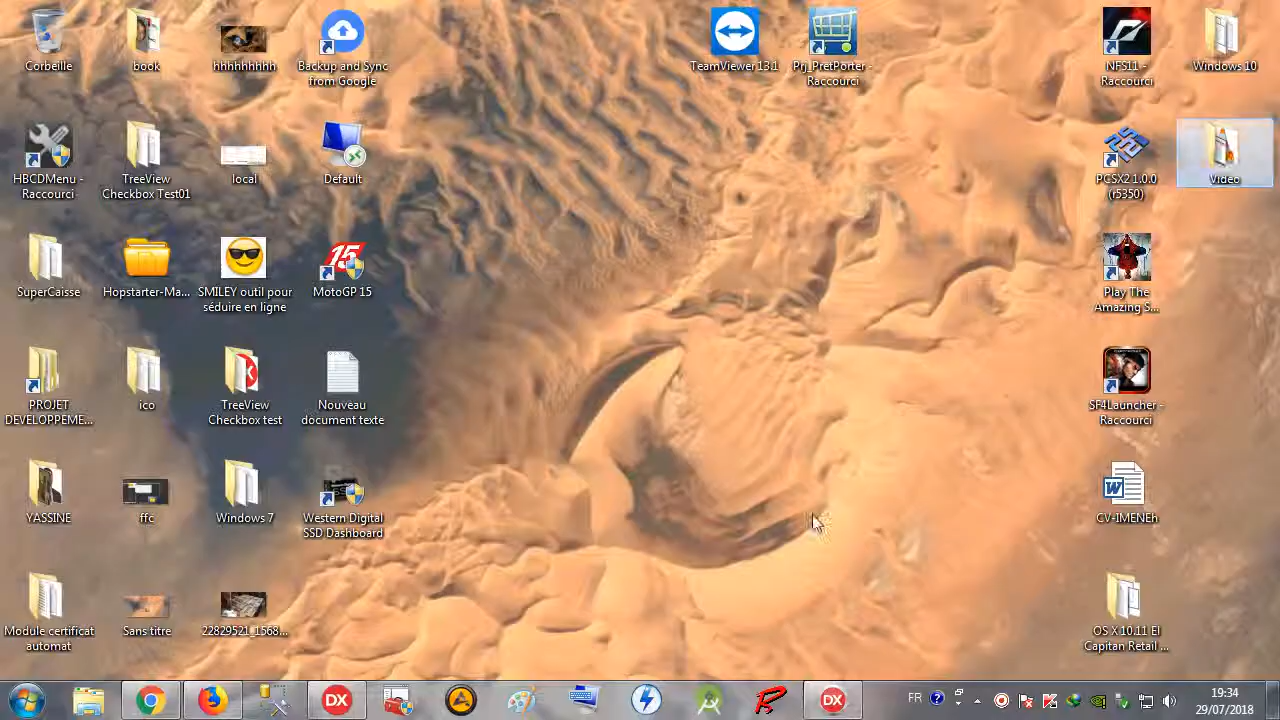 Corbeille
book
hhhhhhhhh
Backup and Sync
from Google
TeamViewer 13.1
Prj_PretPorter -
Raccourci
NFS11 -
Raccourci
Windows 10
HBCDMenu -
Raccourci
TreeView
Checkbox Test01
local
Default
PCSX2 1.0.0
(r5350)
Video
SuperCaisse
Hopstarter-Ma...
SMILEY outil pour
séduire en ligne
15
MotoGP 15
Play The
Amazing S...
PROJET
DEVELOPPEME...
ico
TreeView
Checkbox test
Nouveau
document texte
SF4Launcher -
Raccourci
YASSINE
ffc
Windows 7
Western Digital
SSD Dashboard
W
CV-IMENEh
Module certificat
automat
Sans titre
22829521_1568...
OS X 10.11 El
Capitan Retail ...
DX
DX
FR
19:34
29/07/2018